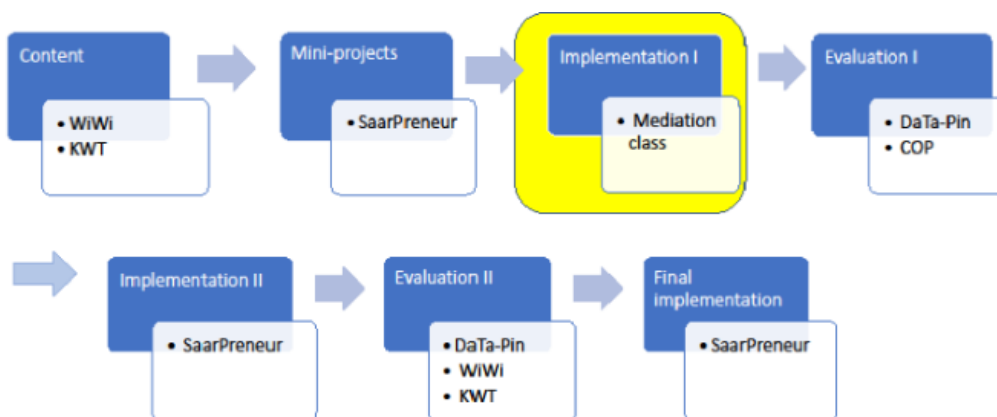 Content
• WiWi
• KWT
Mini-projects
• SaarPreneur
Implementation I
• Mediation
class
Evaluation I
• DaTa-Pin
• COP
Implementation II
• SaarPreneur
Evaluation II
• DaTa-Pin
• WiWi
• KWT
Final
implementation
• SaarPreneur